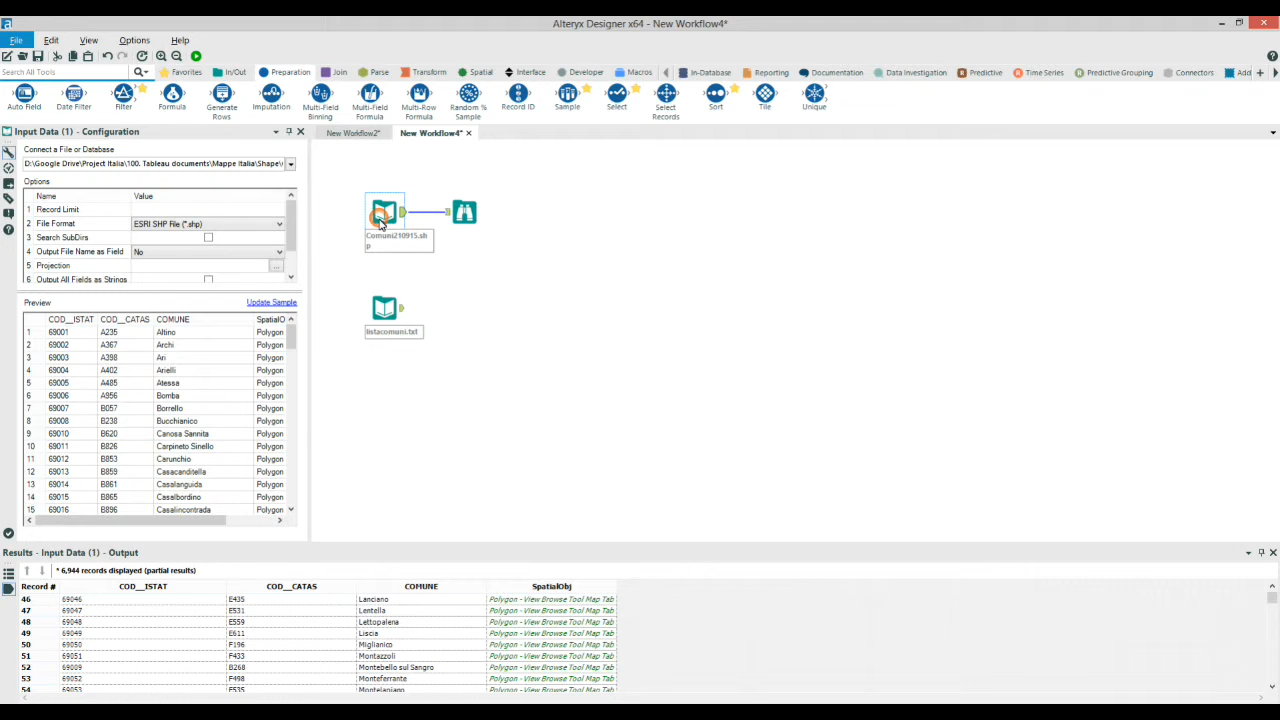 Alteryx Designer x64 - New Workflow4*
File Edit View Options Help
Search All Tools Favorites In/Out Preparation Join Parse Transform Spatial Interface Developer Macros In-Database Reporting Documentation Data Investigation Predictive Time Series Predictive Grouping Connectors Add
Auto Field Date Filter Filter Formula Generate Rows Imputation Multi-Field Binning Multi-Field Formula Multi-Row Formula Random % Sample Record ID Sample Select Select Records Sort Tile Unique
Input Data (1) - Configuration
New Workflow2* New Workflow4*
Connect a File or Database
D:\Google Drive\Project Italia\100. Tableau documents\Mappe Italia\Shape\
Options
Name Value
1 Record Limit
2 File Format ESRI SHP File (*.shp)
3 Search SubDirs
4 Output File Name as Field No
5 Projection ...
6 Output All Fields as Strings
Comuni210915.sh
p
listacomuni.txt
Preview Update Sample
COD__ISTAT COD__CATAS COMUNE SpatialO
1 69001 A235 Altino Polygon
2 69002 A367 Archi Polygon
3 69003 A398 Ari Polygon
4 69004 A402 Arielli Polygon
5 69005 A485 Atessa Polygon
6 69006 A956 Bomba Polygon
7 69007 B057 Borrello Polygon
8 69008 B238 Bucchianico Polygon
9 69010 B620 Canosa Sannita Polygon
10 69011 B826 Carpineto Sinello Polygon
11 69012 B853 Carunchio Polygon
12 69013 B859 Casacanditella Polygon
13 69014 B861 Casalanguida Polygon
14 69015 B865 Casalbordino Polygon
15 69016 B896 Casalincontrada Polygon
Results - Input Data (1) - Output
* 6,944 records displayed (partial results)
Record # COD__ISTAT COD__CATAS COMUNE SpatialObj
46 69046 E435 Lanciano Polygon - View Browse Tool Map Tab
47 69047 E531 Lentella Polygon - View Browse Tool Map Tab
48 69048 E559 Lettopalena Polygon - View Browse Tool Map Tab
49 69049 E611 Liscia Polygon - View Browse Tool Map Tab
50 69050 F196 Miglianico Polygon - View Browse Tool Map Tab
51 69051 F433 Montazzoli Polygon - View Browse Tool Map Tab
52 69009 B268 Montebello sul Sangro Polygon - View Browse Tool Map Tab
53 69052 F498 Monteferrante Polygon - View Browse Tool Map Tab
54 69053 F535 Montelapiano Polygon - View Browse Tool Map Tab